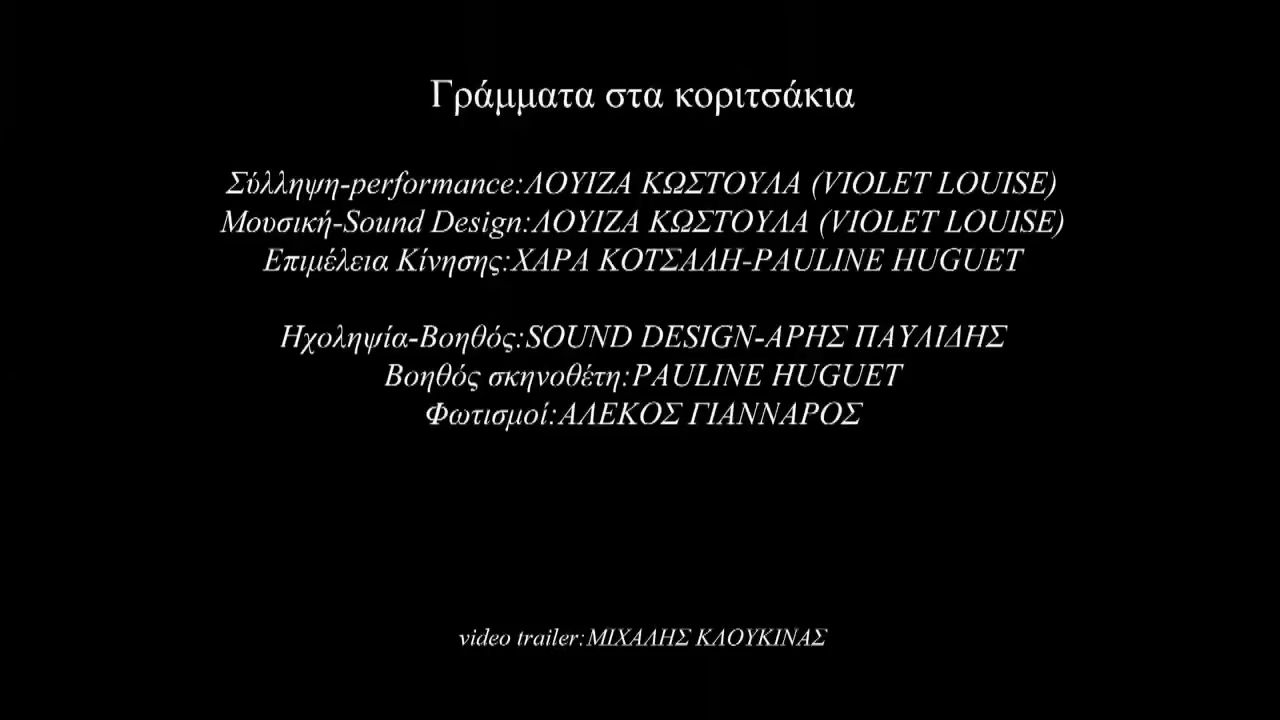 Γράμματα στα κοριτσάκια
Σύλληψη-performance:ΛΟΥΙΖΑ ΚΩΣΤΟΥΛΑ (VIOLET LOUISE)
Μουσική-Sound Design:ΛΟΥΙΖΑ ΚΩΣΤΟΥΛΑ (VIOLET LOUISE)
Επιμέλεια Κίνησης:ΧΑΡΑ ΚΟΤΣΑΛΗ-PAULINE HUGUET
Ηχοληψία-Βοηθός:SOUND DESIGN-ΑΡΗΣ ΠΑΥΛΙΔΗΣ
Βοηθός σκηνοθέτη:PAULINE HUGUET
Φωτισμοί:ΑΛΕΚΟΣ ΓΙΑΝΝΑΡΟΣ
video trailer:ΜΙΧΑΛΗΣ ΚΛΟΥΚΙΝΑΣ